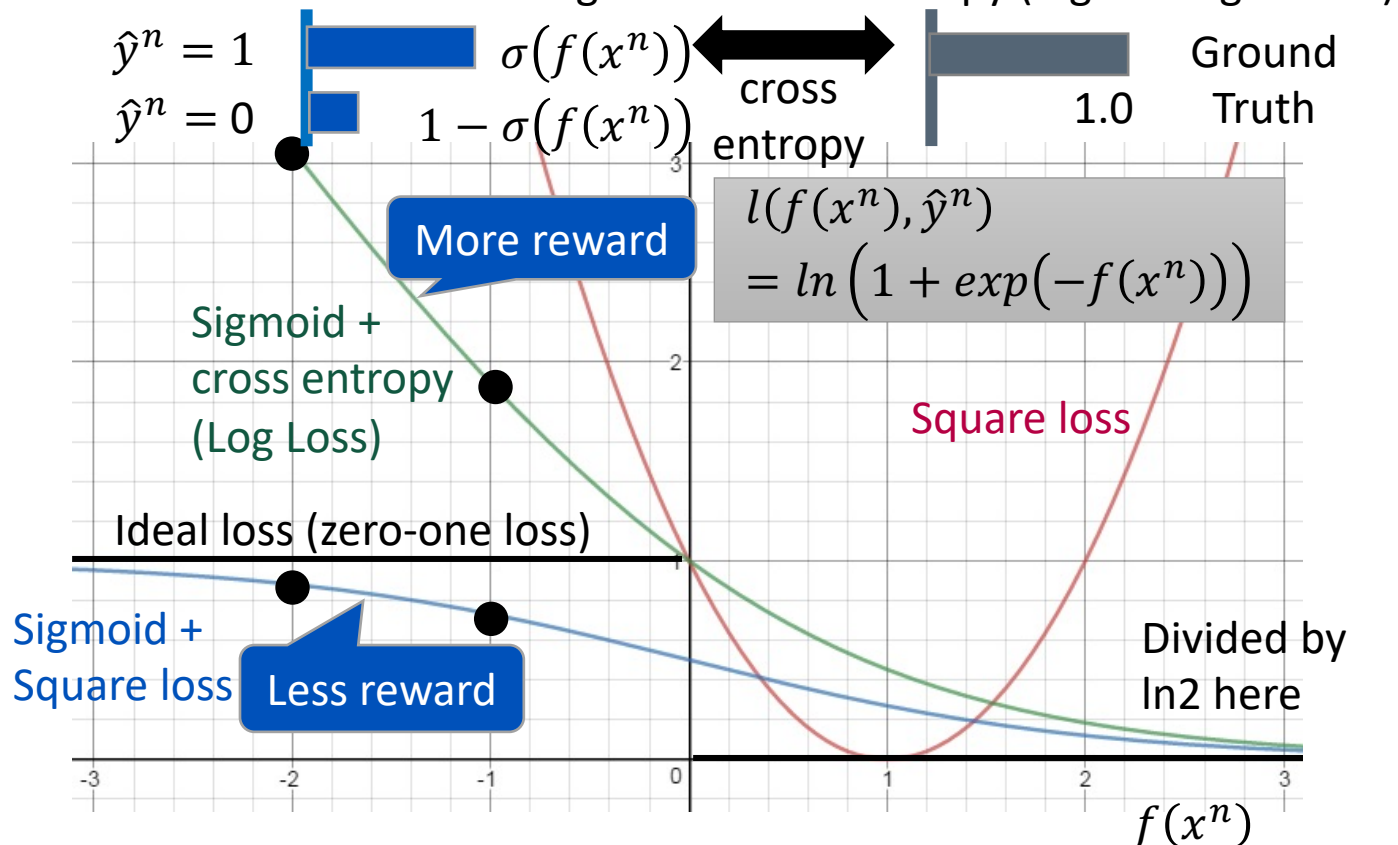 ŷⁿ = 1
σ(f(xⁿ))
Ground
Truth
cross
entropy
ŷⁿ = 0
1 − σ(f(xⁿ))
1.0
3
l(f(xⁿ), ŷⁿ)
= ln(1 + exp(−f(xⁿ)))
More reward
Sigmoid +
cross entropy
(Log Loss)
2
Square loss
Ideal loss (zero-one loss)
1
Sigmoid +
Square loss
Less reward
Divided by
ln2 here
-3 -2 -1 0 1 2 3
f(xⁿ)